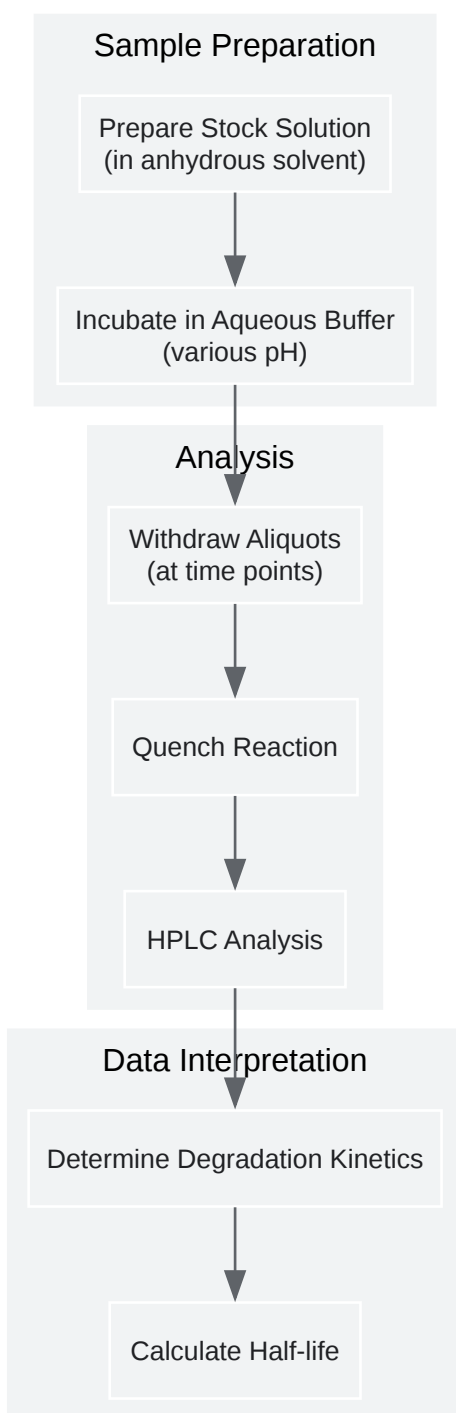 Sample Preparation
Prepare Stock Solution
(in anhydrous solvent)
Incubate in Aqueous Buffer
(various pH)
Analysis
Withdraw Aliquots
(at time points)
Quench Reaction
HPLC Analysis
Data Interpretation
Determine Degradation Kinetics
Calculate Half-life